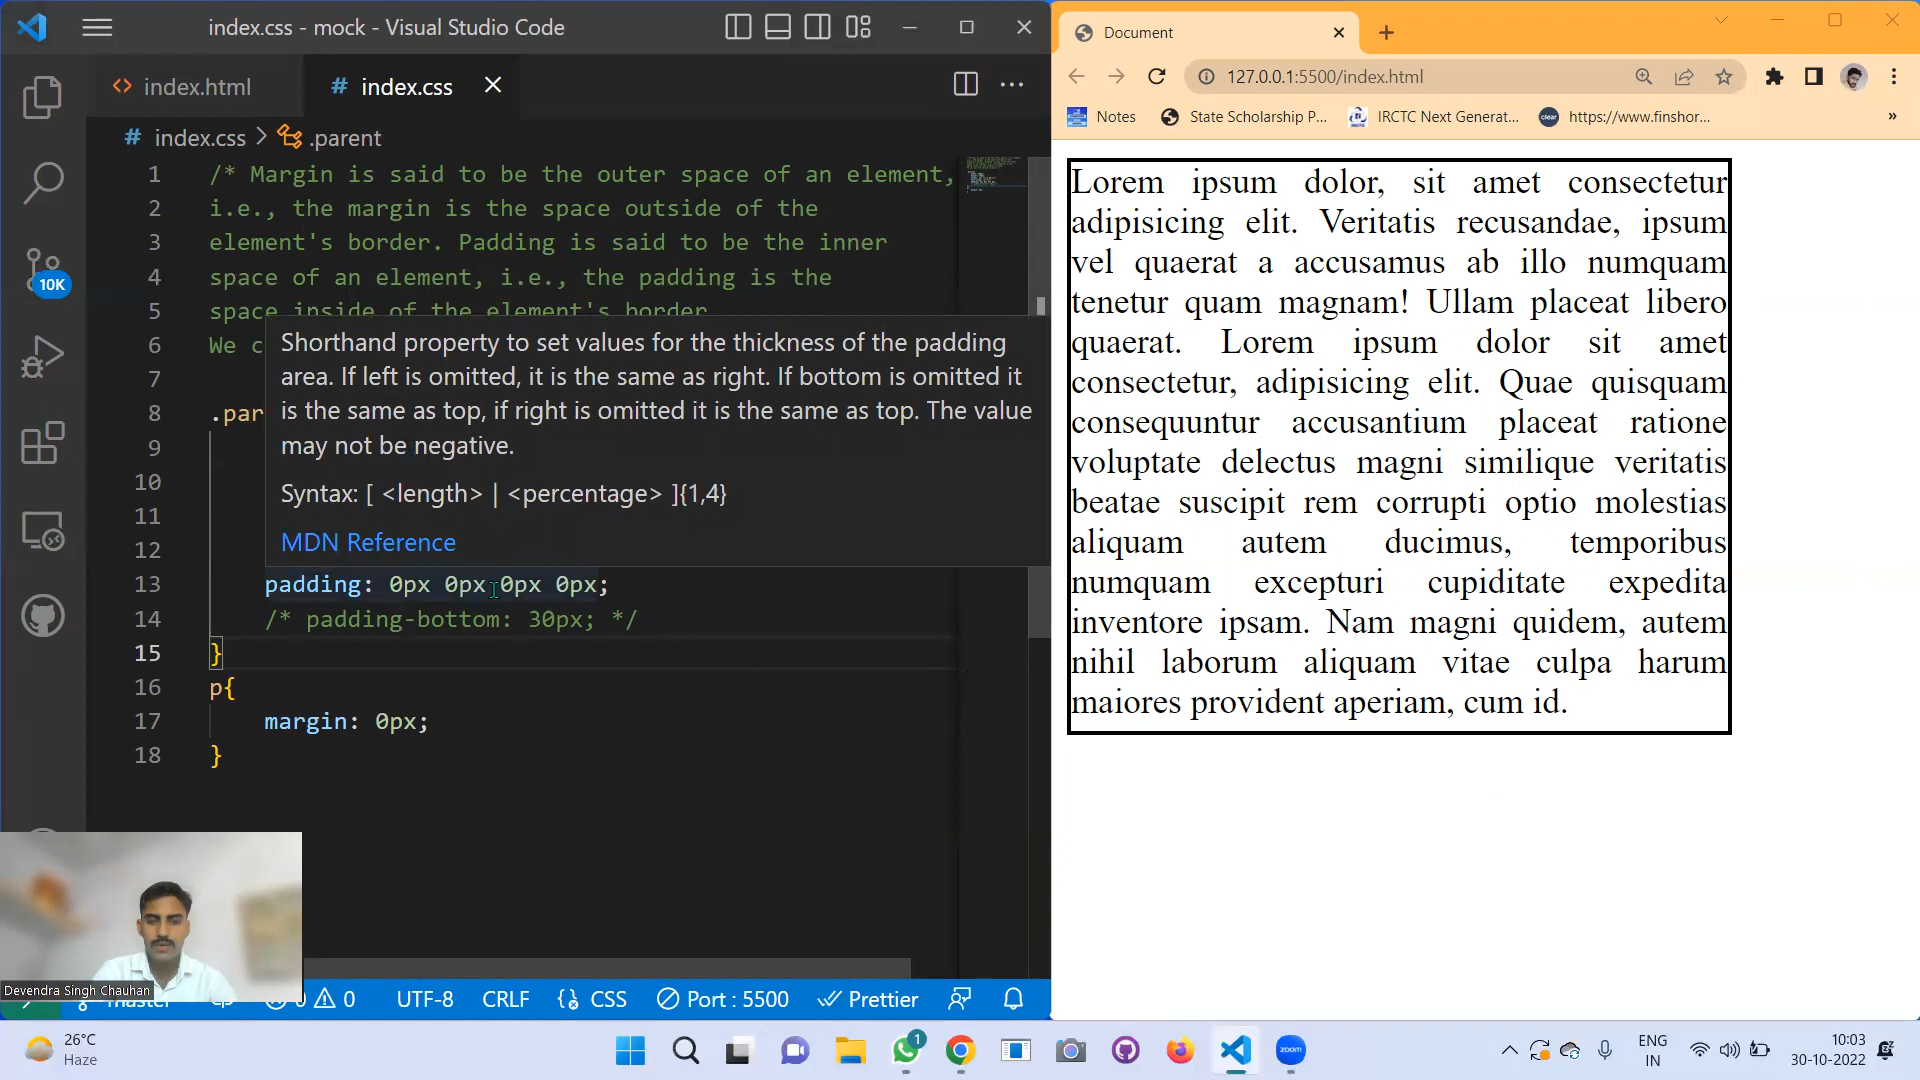 index.css - mock - Visual Studio Code
index.html
# index.css
# index.css > .parent
1 /* Margin is said to be the outer space of an element,
2 i.e., the margin is the space outside of the
3 element's border. Padding is said to be the inner
4 space of an element, i.e., the padding is the
5 space inside of the element's border
6 We c
7
8 .par
9
10
11
12
Shorthand property to set values for the thickness of the padding
area. If left is omitted, it is the same as right. If bottom is omitted it
is the same as top, if right is omitted it is the same as top. The value
may not be negative.
Syntax: [ <length> | <percentage> ]{1,4}
MDN Reference
13 padding: 0px 0px 0px 0px;
14 /* padding-bottom: 30px; */
15 }
16 p{
17 margin: 0px;
18 }
10K
Devendra Singh Chauhan
master
0 0
UTF-8 CRLF CSS Port : 5500 Prettier
Document
127.0.0.1:5500/index.html
Notes State Scholarship P... IRCTC Next Generat... https://www.finshor... »
Lorem ipsum dolor, sit amet consectetur
adipisicing elit. Veritatis recusandae, ipsum
vel quaerat a accusamus ab illo numquam
tenetur quam magnam! Ullam placeat libero
quaerat. Lorem ipsum dolor sit amet
consectetur, adipisicing elit. Quae quisquam
consequuntur accusantium placeat ratione
voluptate delectus magni similique veritatis
beatae suscipit rem corrupti optio molestias
aliquam autem ducimus, temporibus
numquam excepturi cupiditate expedita
inventore ipsam. Nam magni quidem, autem
nihil laborum aliquam vitae culpa harum
maiores provident aperiam, cum id.
26°C
Haze
1
zoom
ENG
IN
10:03
30-10-2022